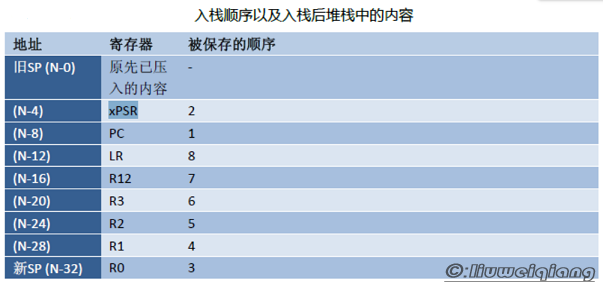 入栈顺序以及入栈后堆栈中的内容
地址 寄存器 被保存的顺序
旧SP (N-0) 原先已压入的内容 -
(N-4) xPSR 2
(N-8) PC 1
(N-12) LR 8
(N-16) R12 7
(N-20) R3 6
(N-24) R2 5
(N-28) R1 4
新SP (N-32) R0 3
©:liuweiqiang